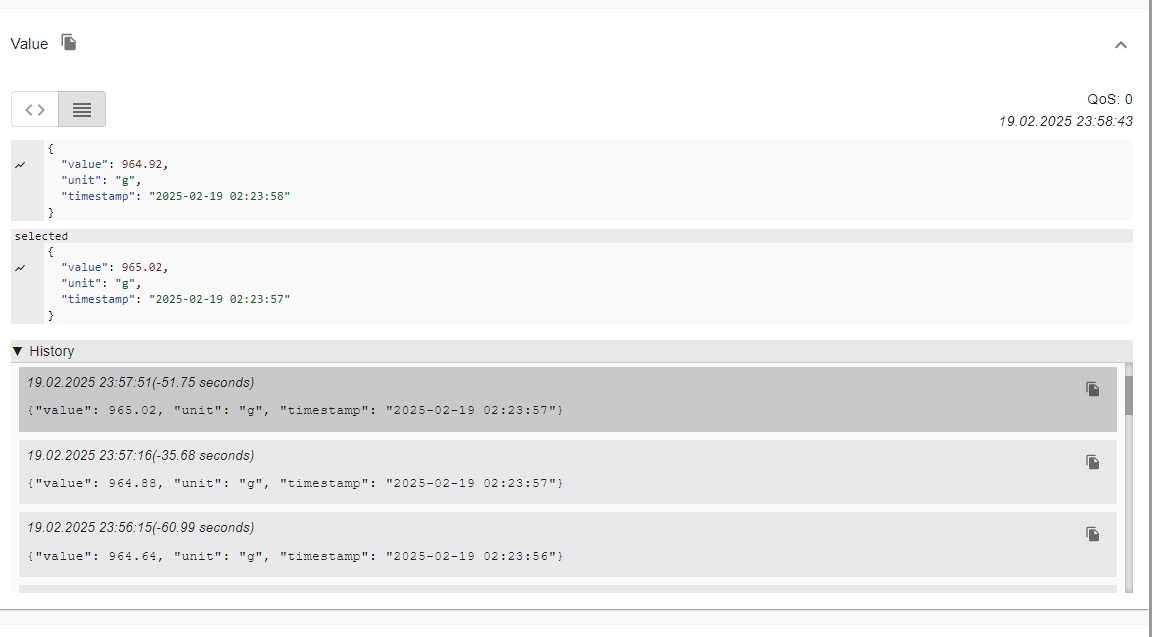 Value
QoS: 0
19.02.2025 23:58:43
{
"value": 964.92,
"unit": "g",
"timestamp": "2025-02-19 02:23:58"
}
selected
{
"value": 965.02,
"unit": "g",
"timestamp": "2025-02-19 02:23:57"
}
▼ History
19.02.2025 23:57:51(-51.75 seconds)
{"value": 965.02, "unit": "g", "timestamp": "2025-02-19 02:23:57"}
19.02.2025 23:57:16(-35.68 seconds)
{"value": 964.88, "unit": "g", "timestamp": "2025-02-19 02:23:57"}
19.02.2025 23:56:15(-60.99 seconds)
{"value": 964.64, "unit": "g", "timestamp": "2025-02-19 02:23:56"}